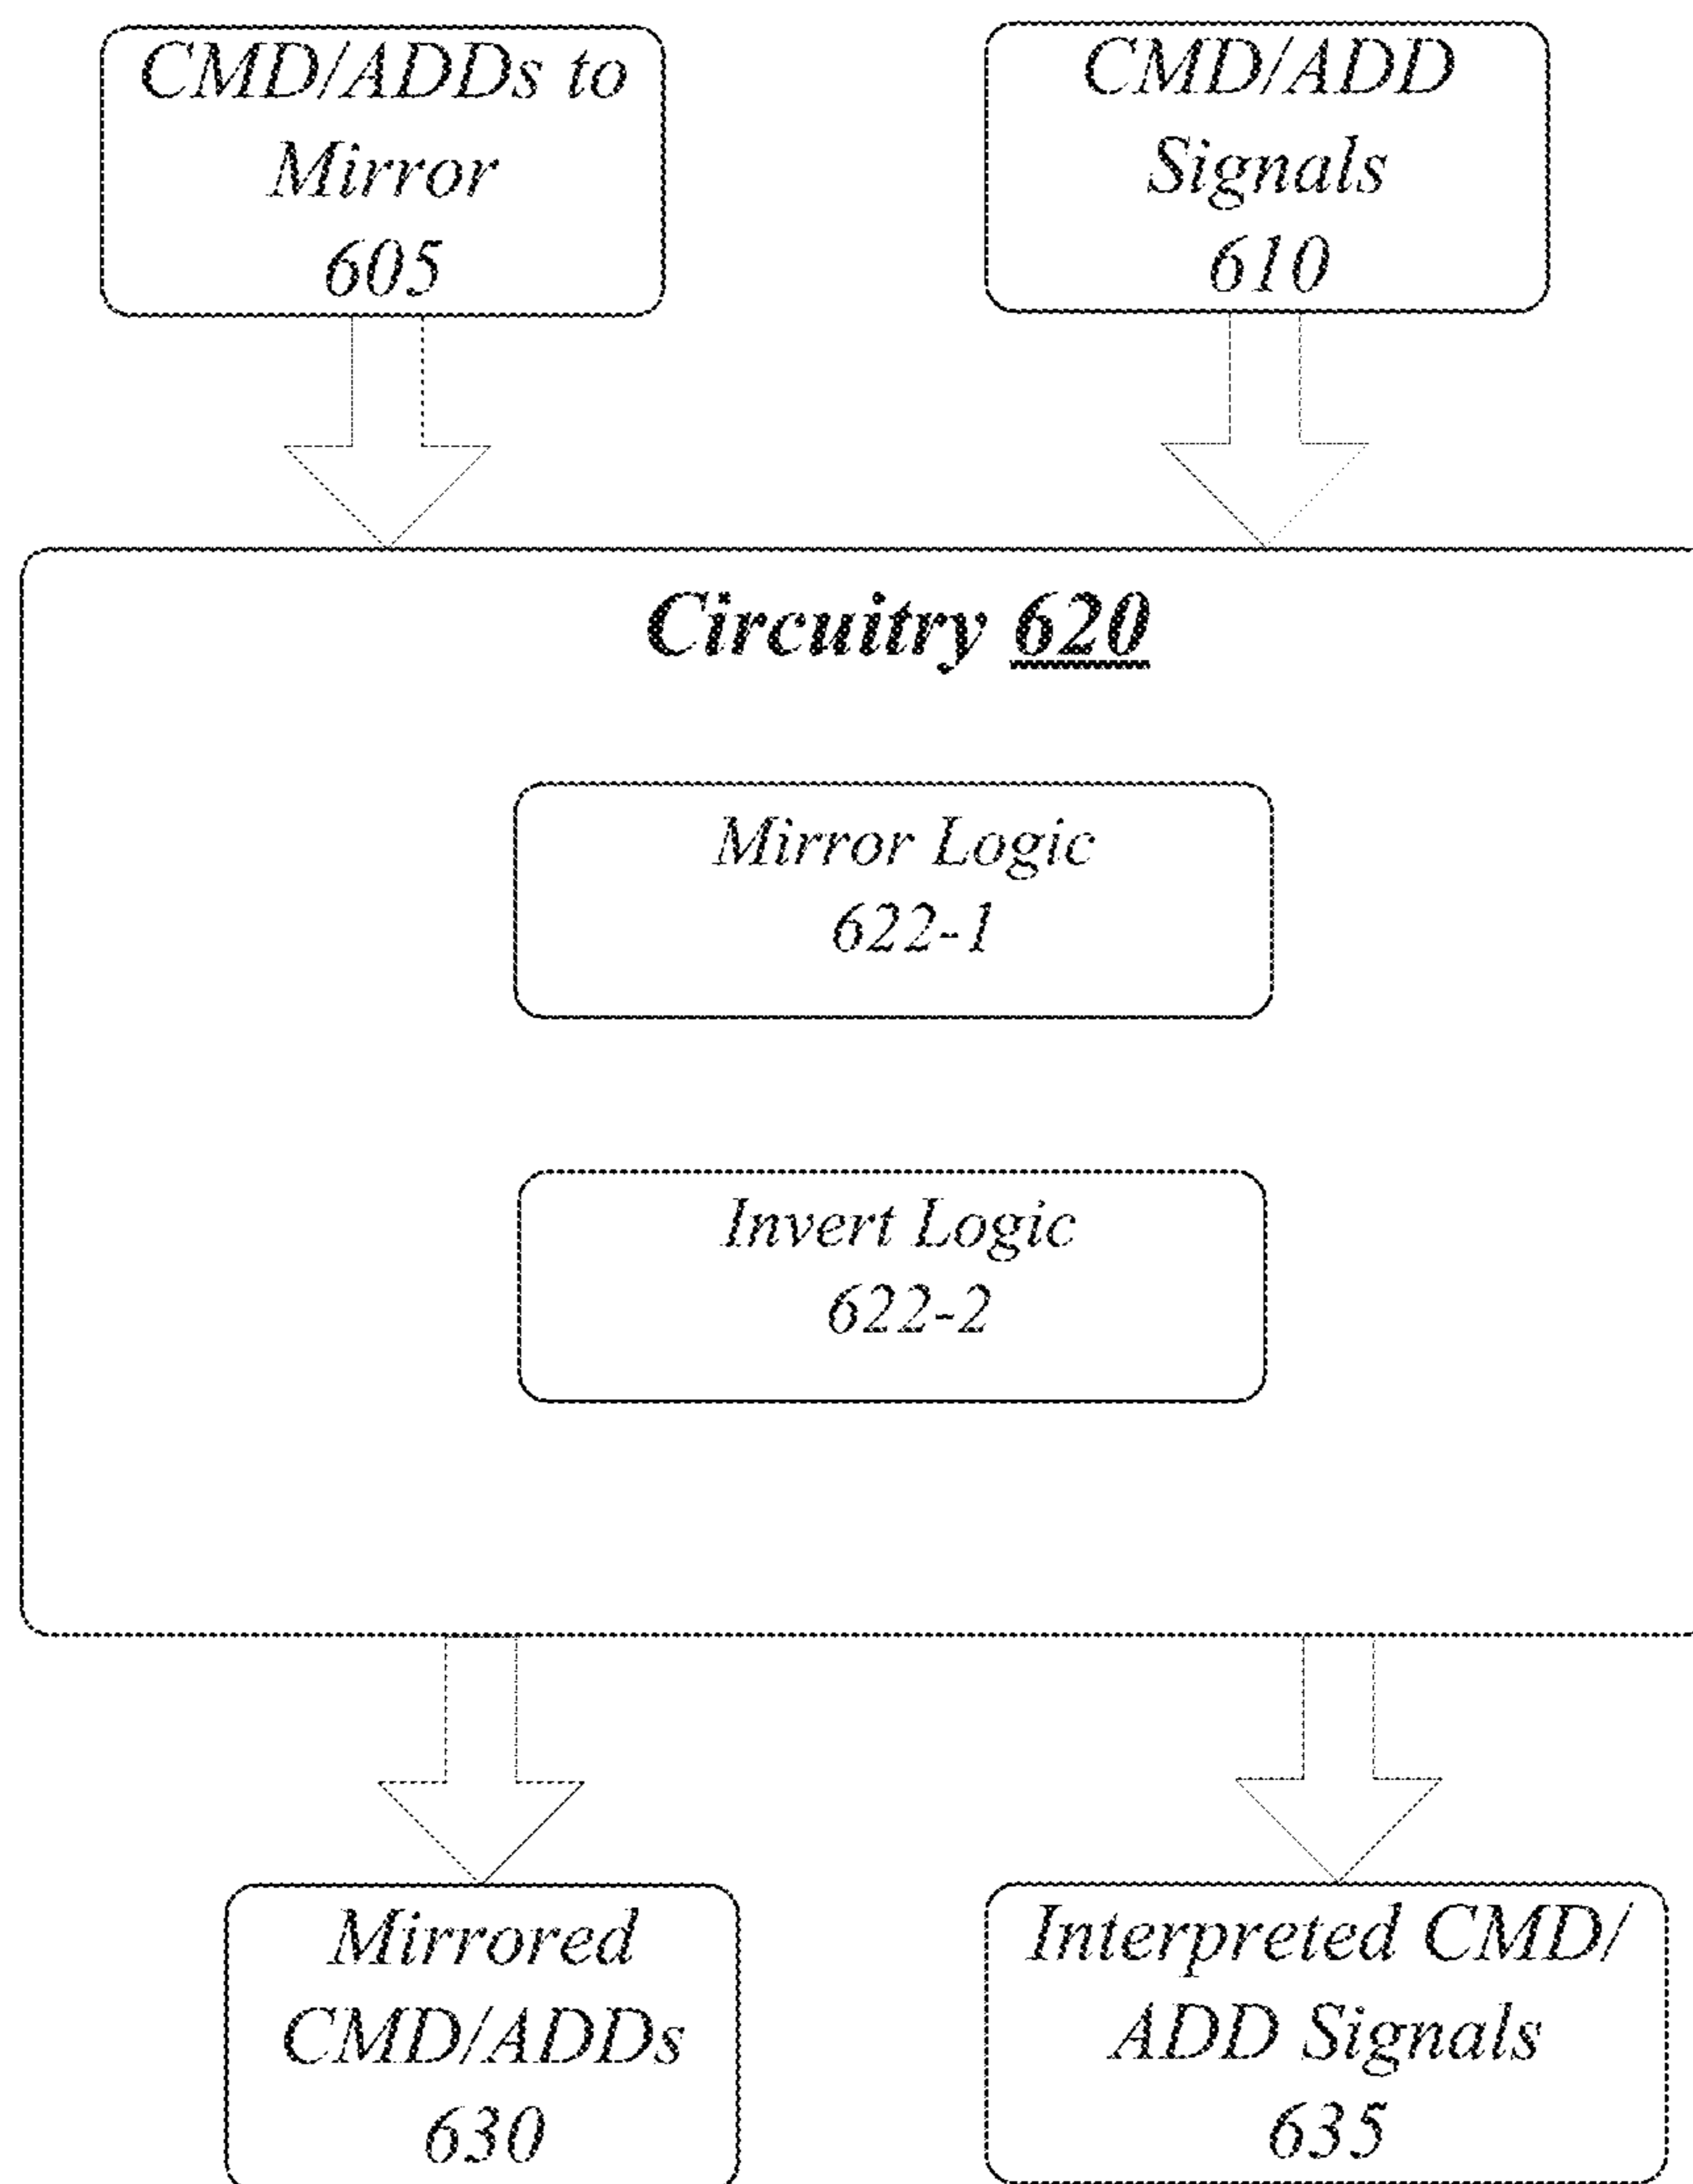 CMD/ADDs to
Mirror
605
CMD/ADD
Signals
610
Circuitry 620
Mirror Logic
622-1
Invert Logic
622-2
Mirrored
CMD/ADDs
630
Interpreted CMD/
ADD Signals
635